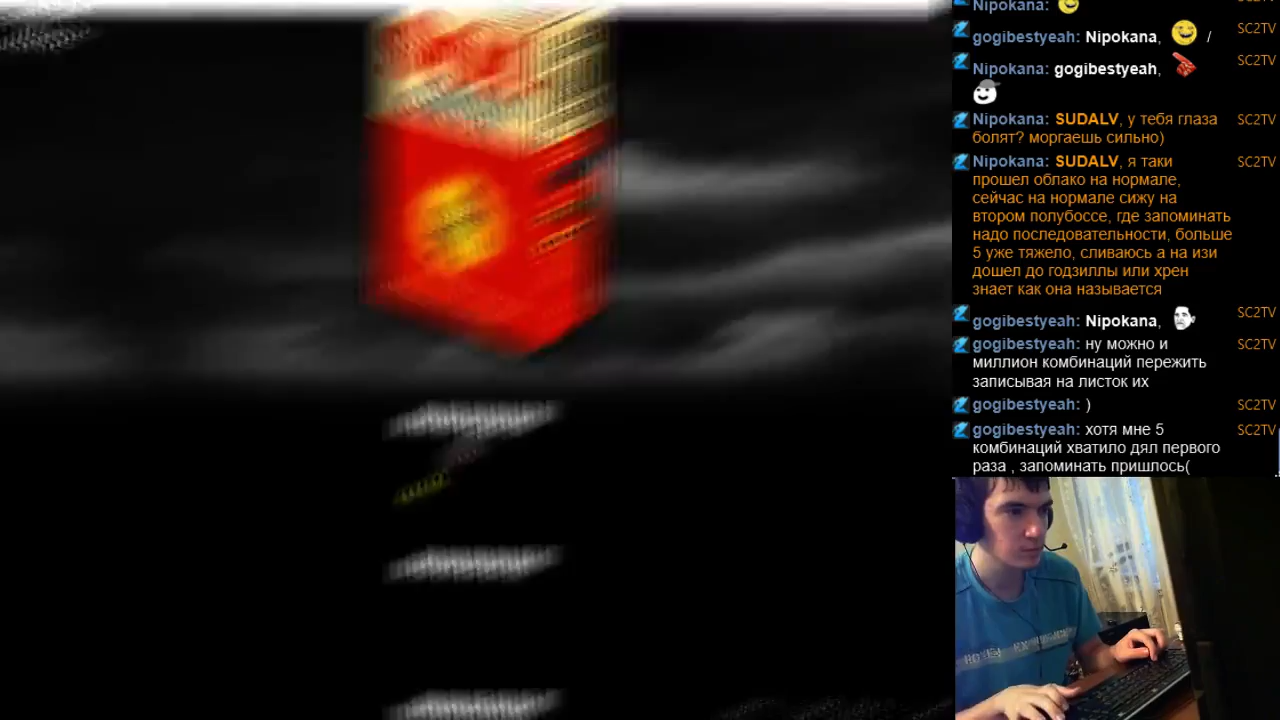 Nipokana:
SC2TV
gogibestyeah: Nipokana, /
SC2TV
Nipokana: gogibestyeah,
SC2TV
Nipokana: SUDALV, у тебя глаза
SC2TV
болят? моргаешь сильно)
Nipokana: SUDALV, я таки
SC2TV
прошел облако на нормале,
сейчас на нормале сижу на
втором полубоссе, где запоминать
надо последовательности, больше
5 уже тяжело, сливаюсь а на изи
дошел до годзиллы или хрен
знает как она называется
gogibestyeah: Nipokana,
SC2TV
gogibestyeah: ну можно и
SC2TV
миллион комбинаций пережить
записывая на листок их
gogibestyeah: )
SC2TV
gogibestyeah: хотя мне 5
SC2TV
комбинаций хватило дял первого
раза , запоминать пришлось(